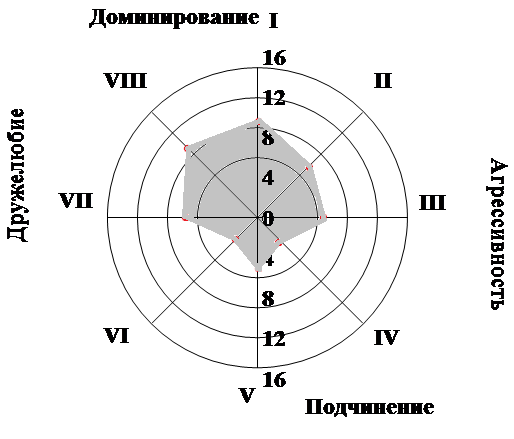 Доминирование I
16
VIII
II
12
Дружелюбие
8
4
VII
III
Агрессивность
0
4
8
VI
IV
12
16
V
Подчинение